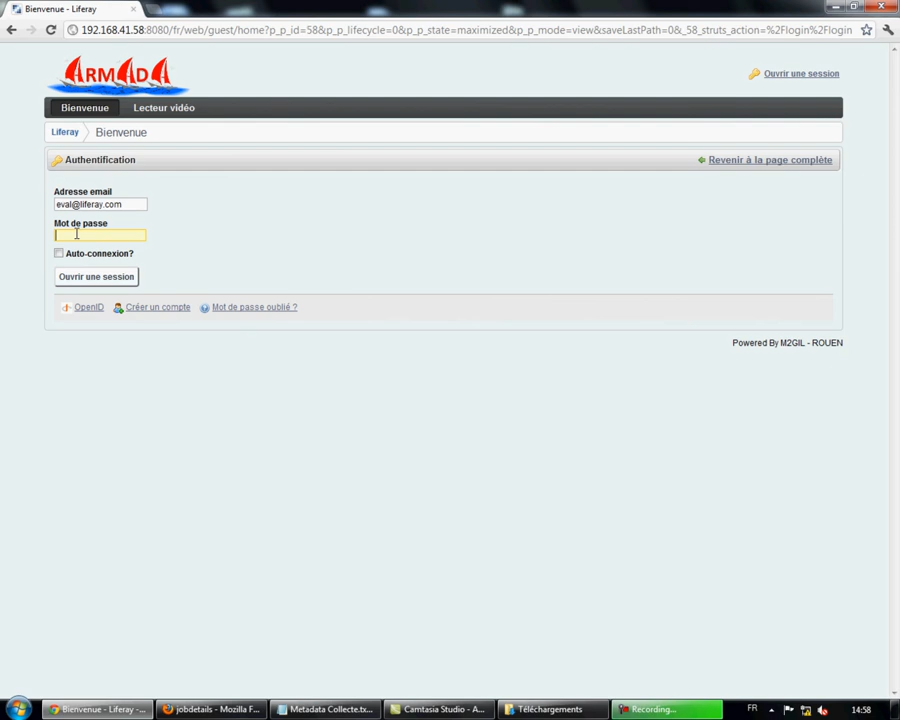 Bienvenue - Liferay
192.168.41.58:8080/fr/web/guest/home?p_p_id=58&p_p_lifecycle=0&p_p_state=maximized&p_p_mode=view&saveLastPath=0&_58_struts_action=%2Flogin%2Flogin
ARMADA
Ouvrir une session
Bienvenue Lecteur vidéo
Liferay Bienvenue
Authentification Revenir à la page complète
Adresse email
eval@liferay.com
Mot de passe
Auto-connexion?
Ouvrir une session
OpenID Créer un compte Mot de passe oublié ?
Powered By M2GIL - ROUEN
Bienvenue - Liferay -... jobdetails - Mozilla F... Metadata Collecte.tx... Camtasia Studio - A... Téléchargements Recording... FR 14:58